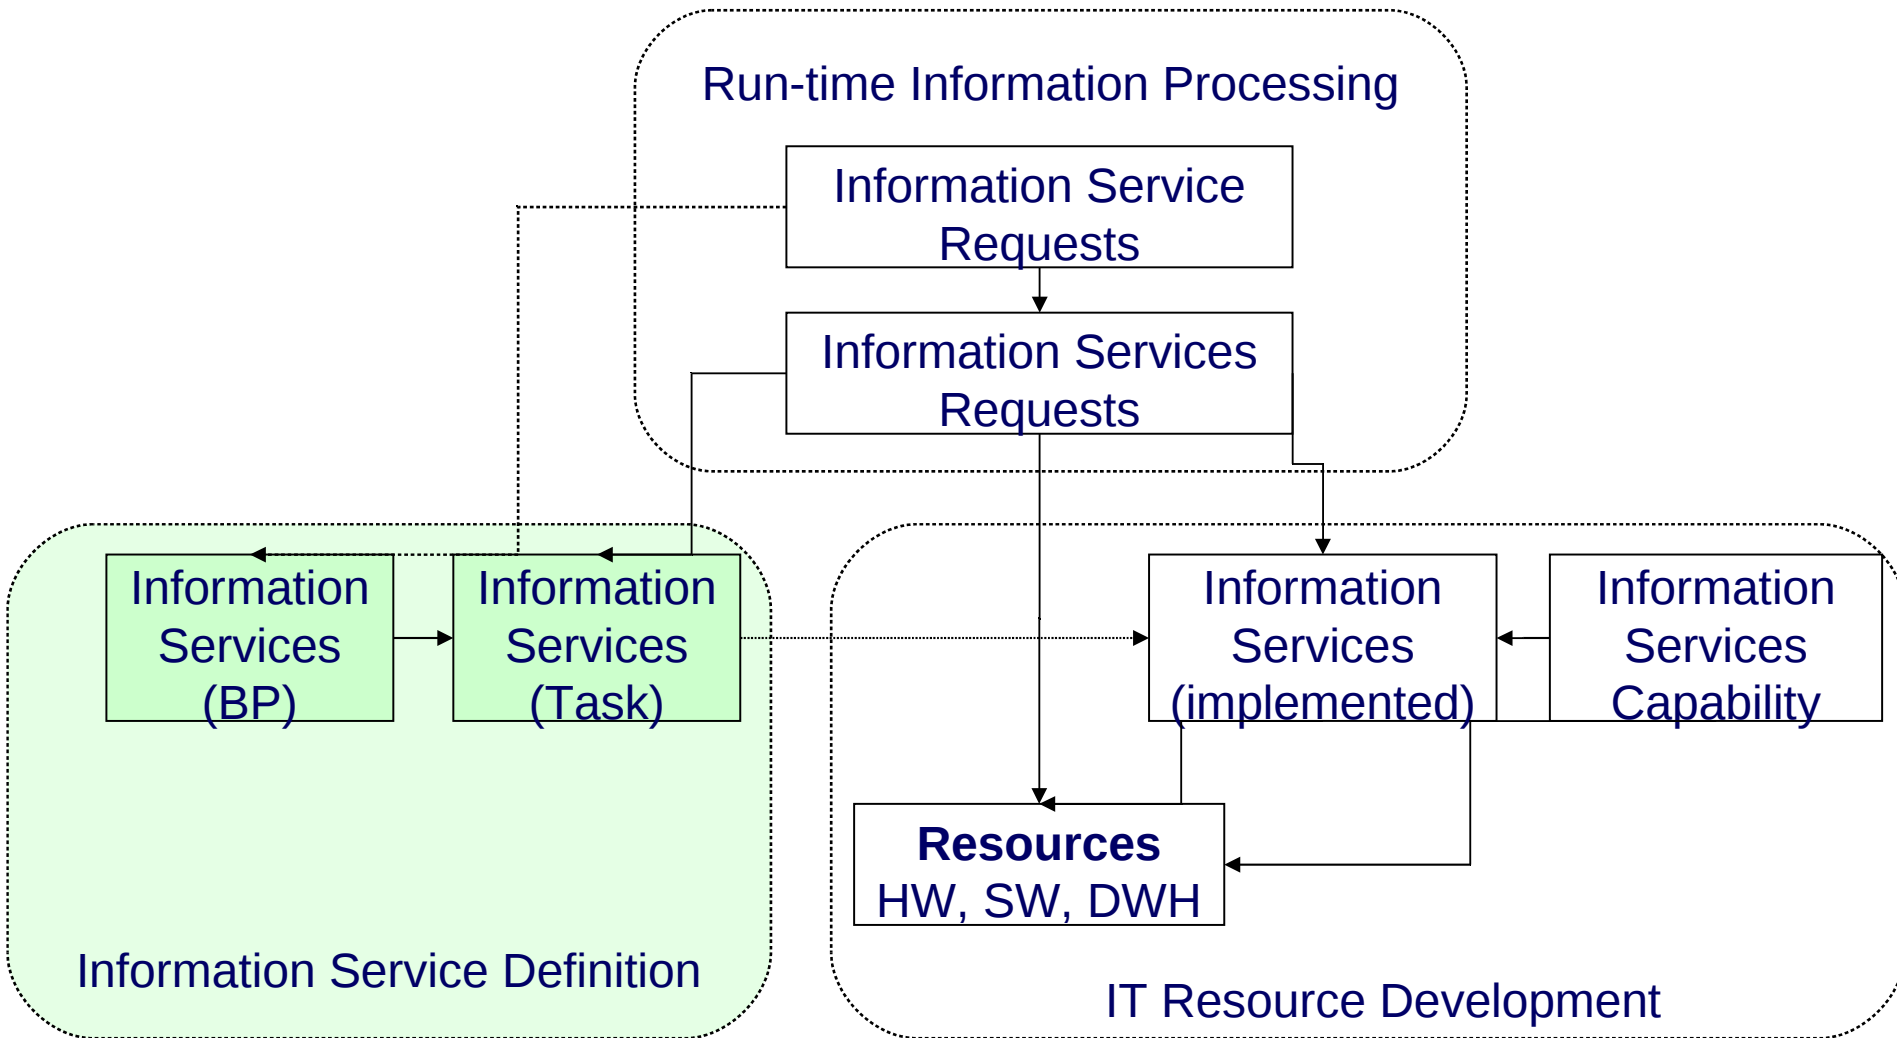 Run-time Information Processing
Information Service
Requests
Information Services
Requests
Information
Services
(BP)
Information
Services
(Task)
Information
Services
(implemented)
Information
Services
Capability
Resources
HW, SW, DWH
Information Service Definition
IT Resource Development